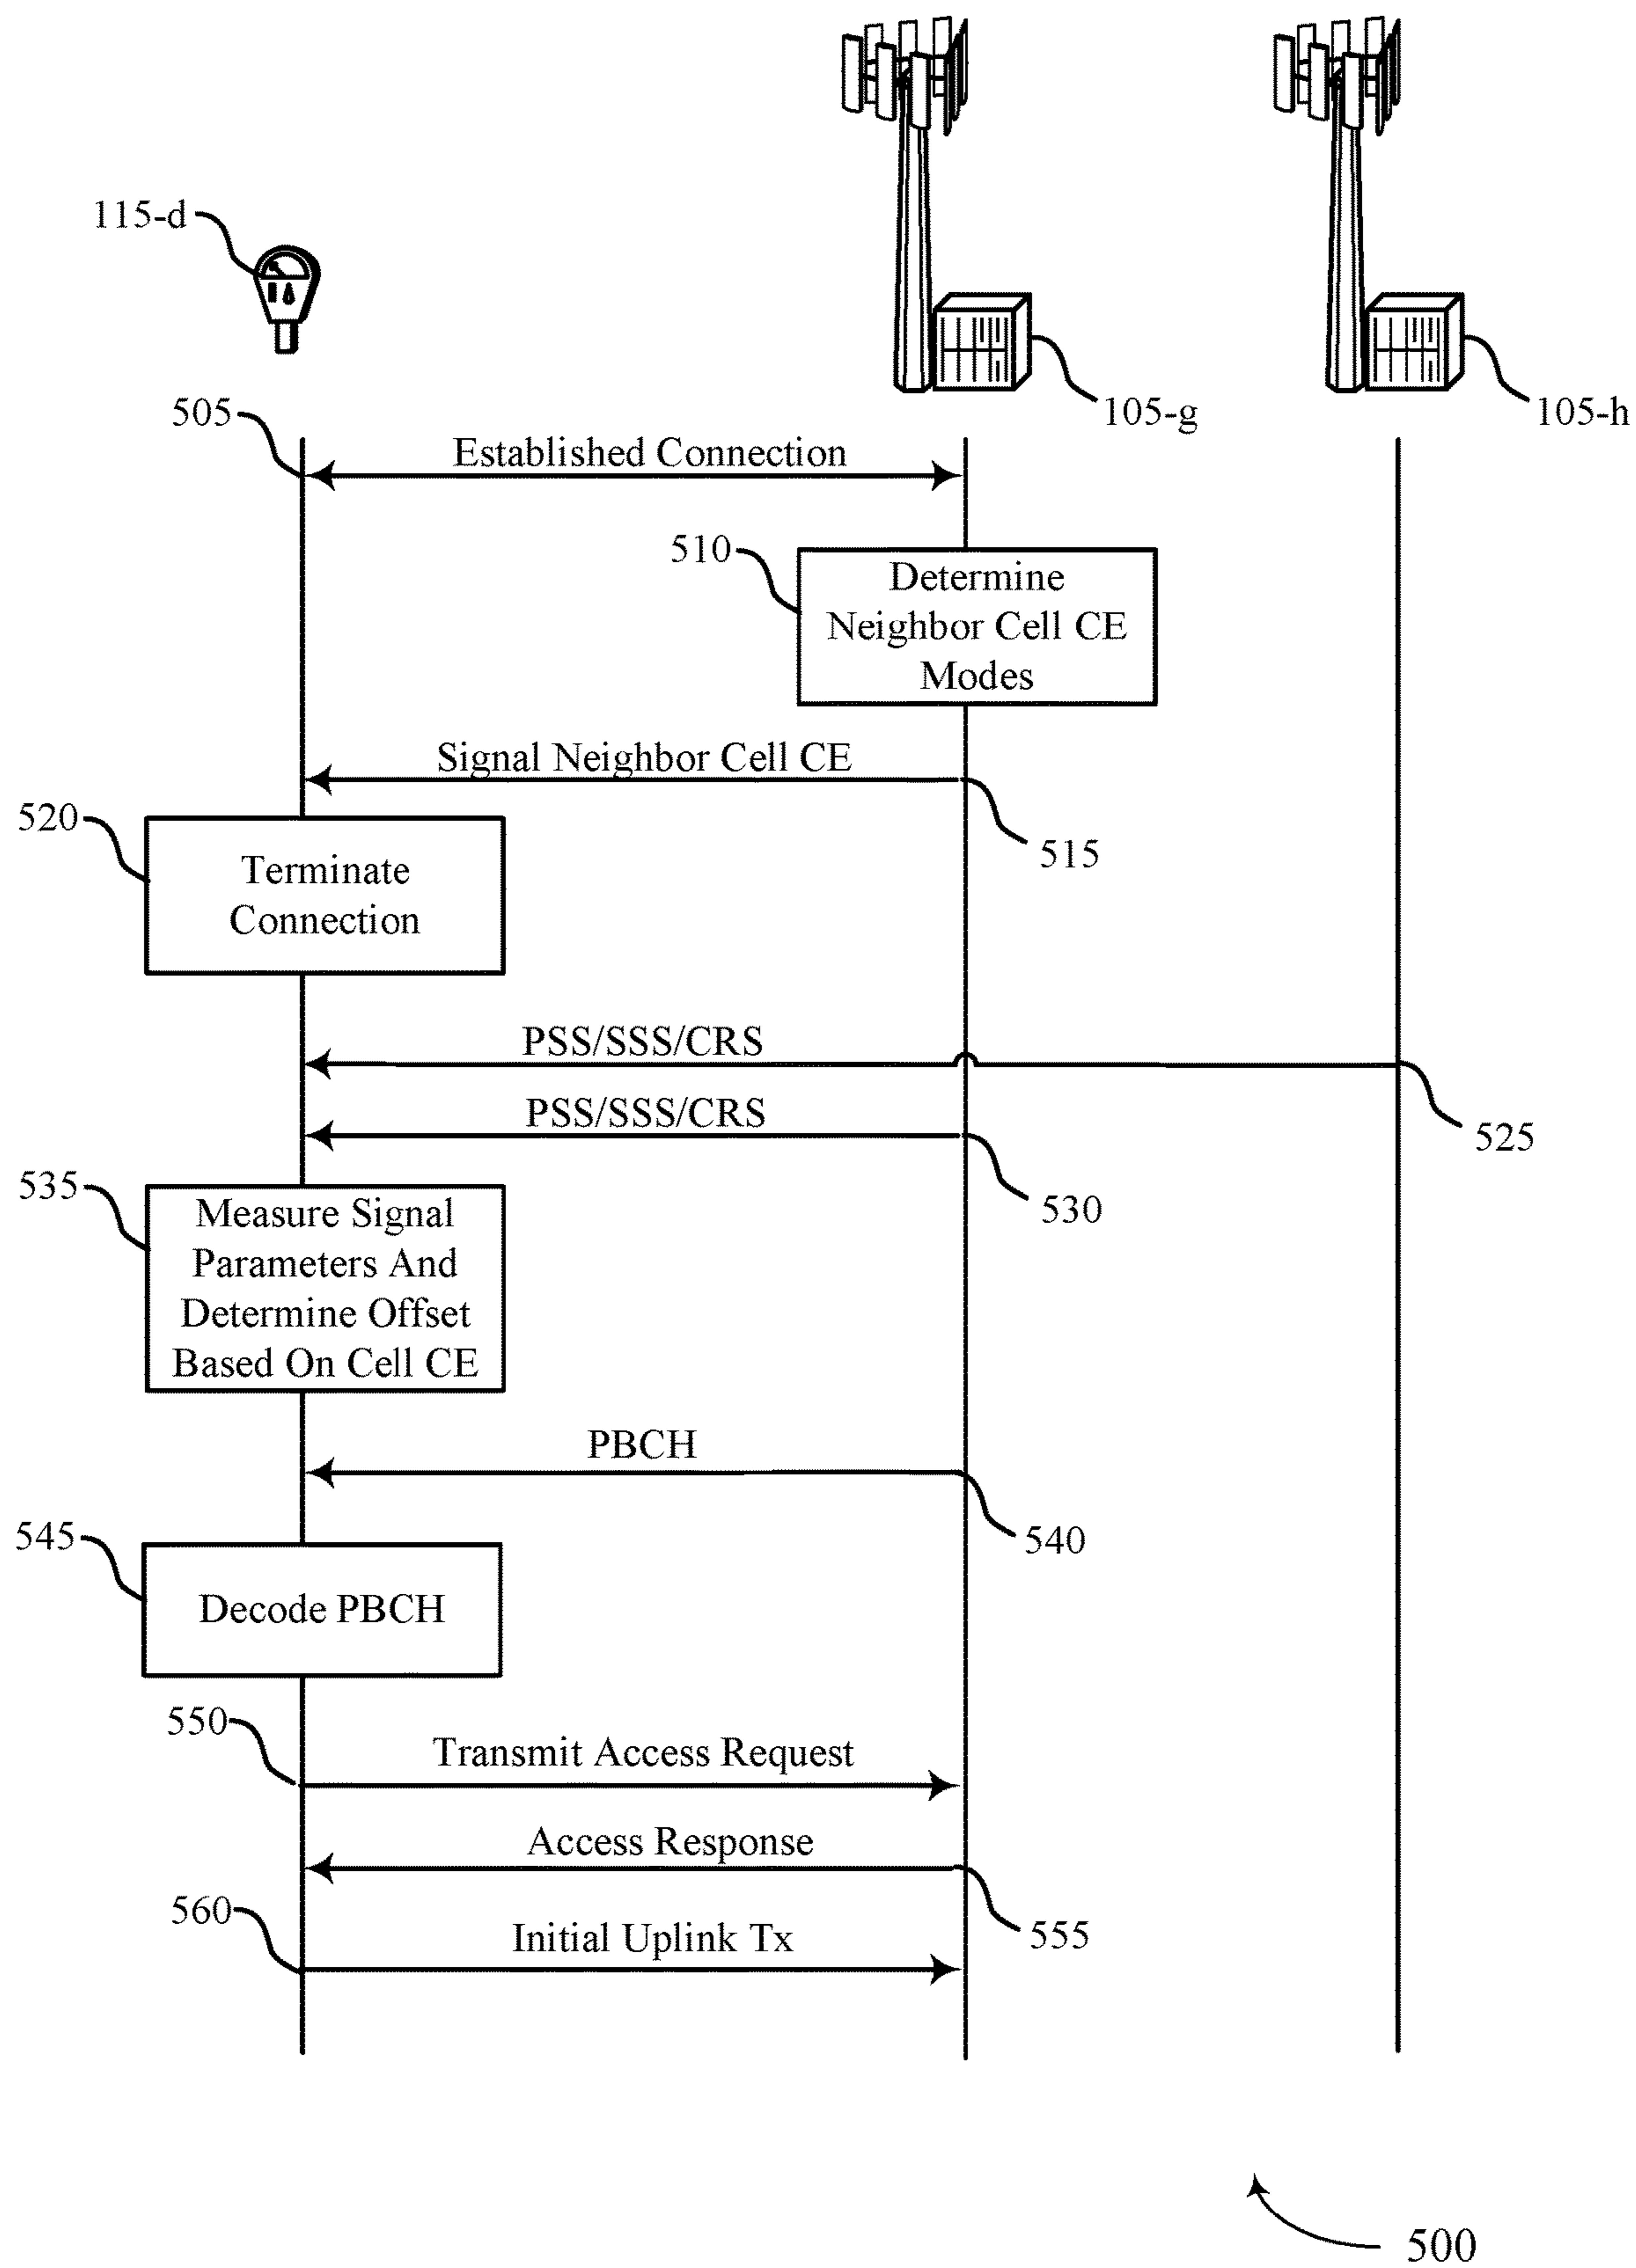 115-d
105-g
105-h
505
Established Connection
510
Determine
Neighbor Cell CE
Modes
Signal Neighbor Cell CE
515
520
Terminate
Connection
PSS/SSS/CRS
525
PSS/SSS/CRS
530
535
Measure Signal
Parameters And
Determine Offset
Based On Cell CE
PBCH
540
545
Decode PBCH
550
Transmit Access Request
Access Response
555
560
Initial Uplink Tx
500